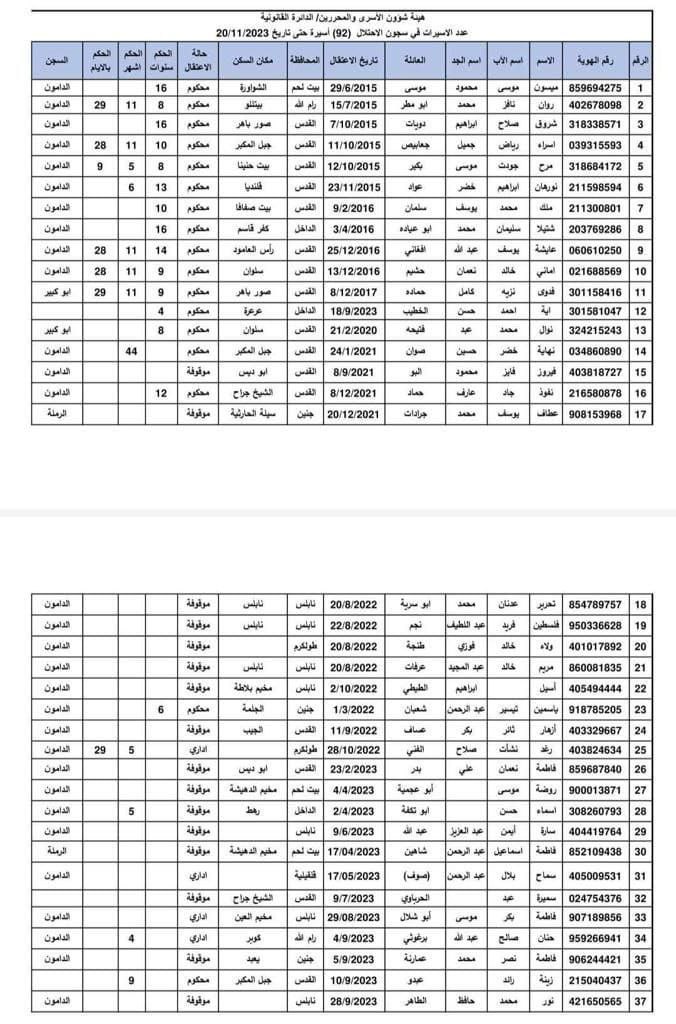 هيئة شؤون الأسرى والمحررين/ الدائرة القانونية
عدد الاسيرات في سجون الاحتلال (92) أسيرة حتى تاريخ 20/11/2023
الرقم رقم الهوية الاسم اسم الأب اسم الجد العائلة تاريخ الاعتقال المحافظة مكان السكن حالة الاعتقال الحكم سنوات الحكم اشهر الحكم بالايام السجن
1 859694275 ميسون موسى محمود موسى 29/6/2015 بيت لحم الشواورة محكوم 16 الدامون
2 402678098 روان نافز محمد ابو مطر 15/7/2015 رام الله بيتللو محكوم 8 11 29 الدامون
3 318338571 شروق صلاح ابراهيم دويات 7/10/2015 القدس صور باهر محكوم 16 الدامون
4 039315593 اسراء رياض جميل جعابيص 11/10/2015 القدس جبل المكبر محكوم 10 11 28 الدامون
5 318684172 مرح جودت موسى بكير 12/10/2015 القدس بيت حنينا محكوم 8 5 9 الدامون
6 211598594 نورهان ابراهيم خضر عواد 23/11/2015 القدس قلنديا محكوم 13 6 الدامون
7 211300801 ملك محمد يوسف سلمان 9/2/2016 القدس بيت صفافا محكوم 10 الدامون
8 203769286 شتيلا سليمان محمد ابو عياده 3/4/2016 الداخل كفر قاسم محكوم 16 الدامون
9 060610250 عايشة يوسف عبد الله افغاني 25/12/2016 القدس رأس العامود محكوم 14 11 28 الدامون
10 021688569 اماني خالد نعمان حشيم 13/12/2016 القدس سلوان محكوم 9 11 28 الدامون
11 301158416 فدوى نزيه كامل حماده 8/12/2017 القدس صور باهر محكوم 9 11 29 ابو كبير
12 301581047 اية احمد حسن الخطيب 18/9/2023 الداخل عرعرة محكوم 4 الدامون
13 324215243 نوال محمد عبد فتيحه 21/2/2020 القدس سلوان محكوم 8 ابو كبير
14 034860890 نهاية خضر حسين صوان 24/1/2021 القدس جبل المكبر محكوم 44 الدامون
15 403818727 فيروز فايز محمود البو 8/9/2021 القدس ابو ديس موقوفة الدامون
16 216580878 نفوذ جاد عارف حماد 8/12/2021 القدس الشيخ جراح محكوم 12 الدامون
17 908153968 عطاف يوسف محمد جرادات 20/12/2021 جنين سيلة الحارثية موقوفة الرملة
18 854789757 تحرير عدنان محمد ابو سرية 20/8/2022 نابلس نابلس موقوفة الدامون
19 950336628 فلسطين فريد عبد اللطيف نجم 22/8/2022 نابلس نابلس موقوفة الدامون
20 401017892 ولاء خالد فوزي طنجة 20/8/2022 طولكرم موقوفة الدامون
21 860081835 مريم خالد عبد المجيد عرفات 20/8/2022 نابلس نابلس موقوفة الدامون
22 405494444 أسيل ابراهيم الطيطي 2/10/2022 نابلس مخيم بلاطة موقوفة الدامون
23 918785205 ياسمين تيسير عبد الرحمن شعبان 1/3/2022 جنين الجلمة محكوم 6 الدامون
24 403329667 أزهار ثائر بكر عساف 11/9/2022 القدس الجيب موقوفة الدامون
25 403824634 رغد نشأت صلاح الفني 28/10/2022 طولكرم اداري 5 29 الدامون
26 859687840 فاطمة نعمان علي بدر 23/2/2023 القدس ابو ديس موقوفة الدامون
27 900013871 روضة موسى أبو عجمية 4/4/2023 بيت لحم مخيم الدهيشة موقوفة الدامون
28 308260793 اسماء حسن ابو تكفة 2/4/2023 الداخل رهط موقوفة 5 الدامون
29 404419764 سارة أيمن عبد العزيز عبد الله 9/6/2023 نابلس موقوفة الدامون
30 852109438 فاطمة اسماعيل عبد الرحمن شاهين 17/04/2023 بيت لحم مخيم الدهيشة موقوفة الرملة
31 405009531 سماح بلال عبد الرحمن (صوف) 17/05/2023 قلقيلية اداري الدامون
32 024754376 سميرة عبد الحرباوي 9/7/2023 القدس الشيخ جراح موقوفة
33 907189856 فاطمة بكر موسى أبو شلال 29/08/2023 نابلس مخيم العين اداري الدامون
34 959266941 حنان صالح عبد الله برغوثي 4/9/2023 رام الله كوبر اداري 4 الدامون
35 906244421 فاطمة نصر محمد عمارنة 5/9/2023 جنين يعبد موقوفة الدامون
36 215040437 زينة رائد عبدو 10/9/2023 القدس جبل المكبر محكوم 9
37 421650565 نور محمد حافظ الطاهر 28/9/2023 نابلس موقوفة الدامون